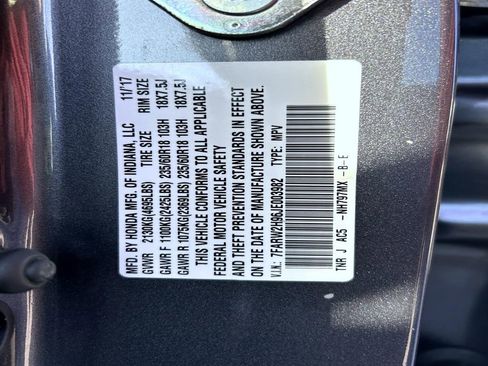 MFD. BY HONDA MFG. OF INDIANA, LLC 11/17
GVWR 2130KG(4695LBS) TIRE SIZE RIM SIZE
GAWR F 1100KG(2425LBS) 235/60R18 103H 18X7.5J
GAWR R 1075KG(2369LBS) 235/60R18 103H 18X7.5J
THIS VEHICLE CONFORMS TO ALL APPLICABLE
FEDERAL MOTOR VEHICLE SAFETY
AND THEFT PREVENTION STANDARDS IN EFFECT
ON THE DATE OF MANUFACTURE SHOWN ABOVE.
V.I.N.: 7FARW2H96JE003982 TYPE: MPV
TNR J AC5 -NH797MX -B-E